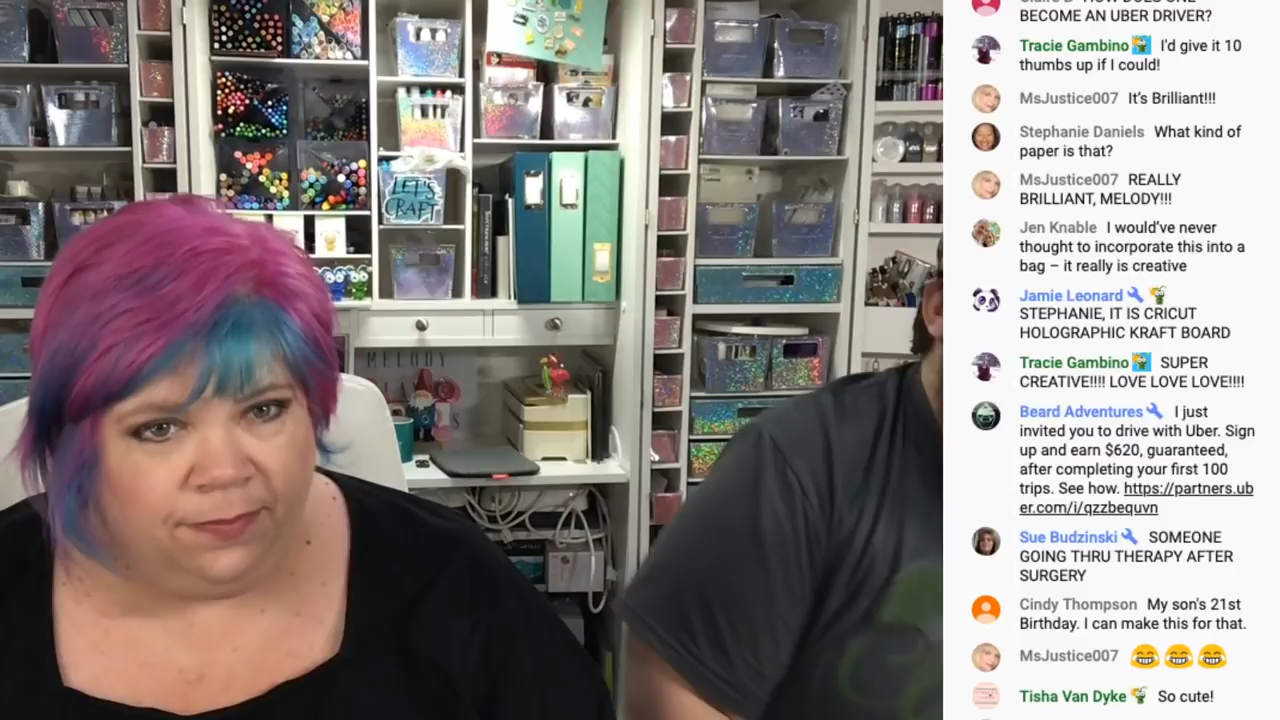 BECOME AN UBER DRIVER?
Tracie Gambino I'd give it 10
thumbs up if I could!
MsJustice007 It’s Brilliant!!!
Stephanie Daniels What kind of
paper is that?
MsJustice007 REALLY
BRILLIANT, MELODY!!!
Jen Knable I would’ve never
thought to incorporate this into a
bag – it really is creative
Jamie Leonard
STEPHANIE, IT IS CRICUT
HOLOGRAPHIC KRAFT BOARD
Tracie Gambino SUPER
CREATIVE!!!! LOVE LOVE LOVE!!!!
Beard Adventures I just
invited you to drive with Uber. Sign
up and earn $620, guaranteed,
after completing your first 100
trips. See how. https://partners.ub
er.com/i/qzzbequvn
Sue Budzinski SOMEONE
GOING THRU THERAPY AFTER
SURGERY
Cindy Thompson My son's 21st
Birthday. I can make this for that.
MsJustice007 😂😂😂
Tisha Van Dyke So cute!
LET'S
CRAFT
MELODY